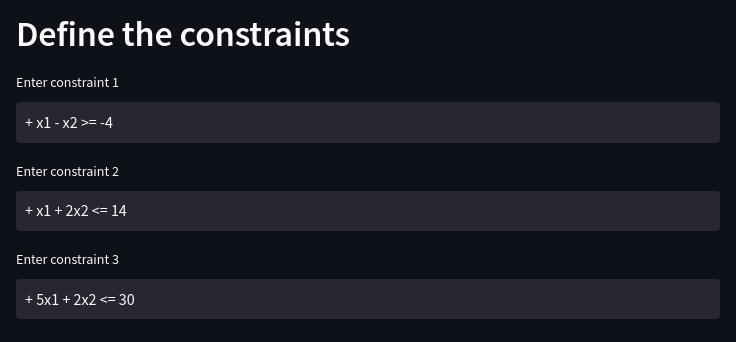 Define the constraints
Enter constraint 1
+ x1 - x2 >= -4
Enter constraint 2
+ x1 + 2x2 <= 14
Enter constraint 3
+ 5x1 + 2x2 <= 30